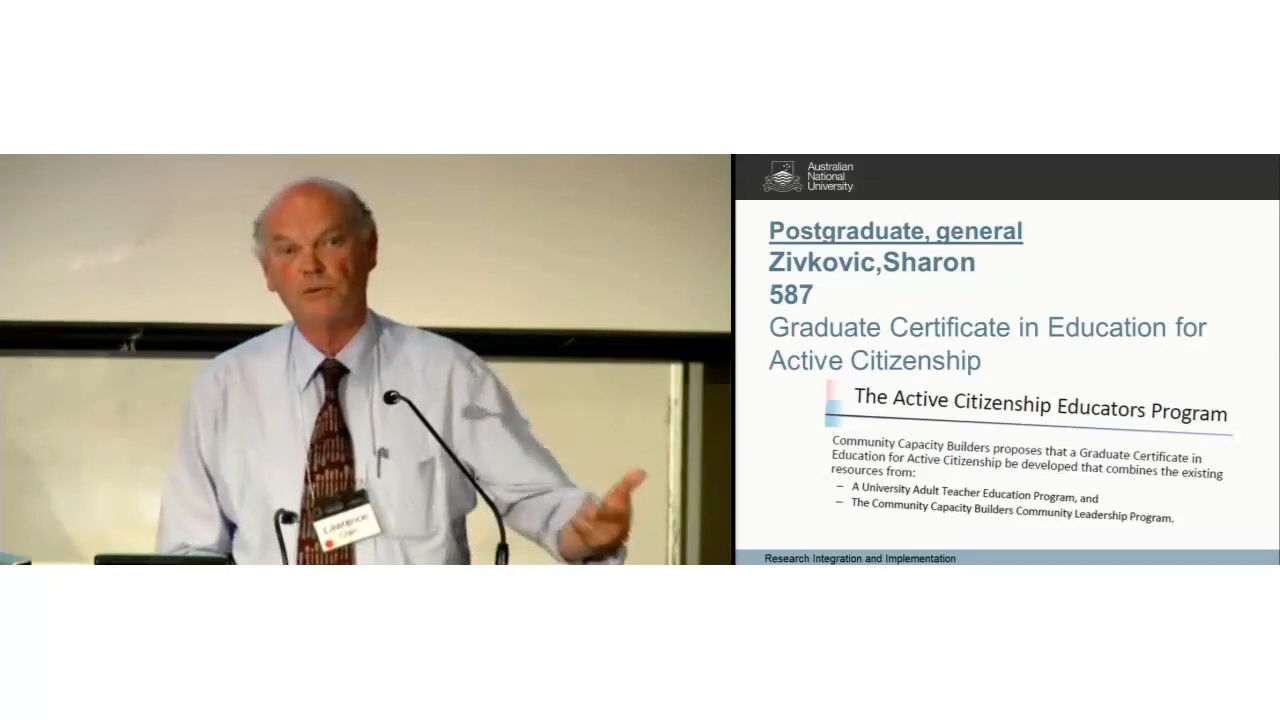 Lawrence
Australian
National
University
Postgraduate, general
Zivkovic,Sharon
587
Graduate Certificate in Education for
Active Citizenship
The Active Citizenship Educators Program
Community Capacity Builders proposes that a Graduate Certificate in
Education for Active Citizenship be developed that combines the existing
resources from:
– A University Adult Teacher Education Program, and
– The Community Capacity Builders Community Leadership Program.
Research Integration and Implementation